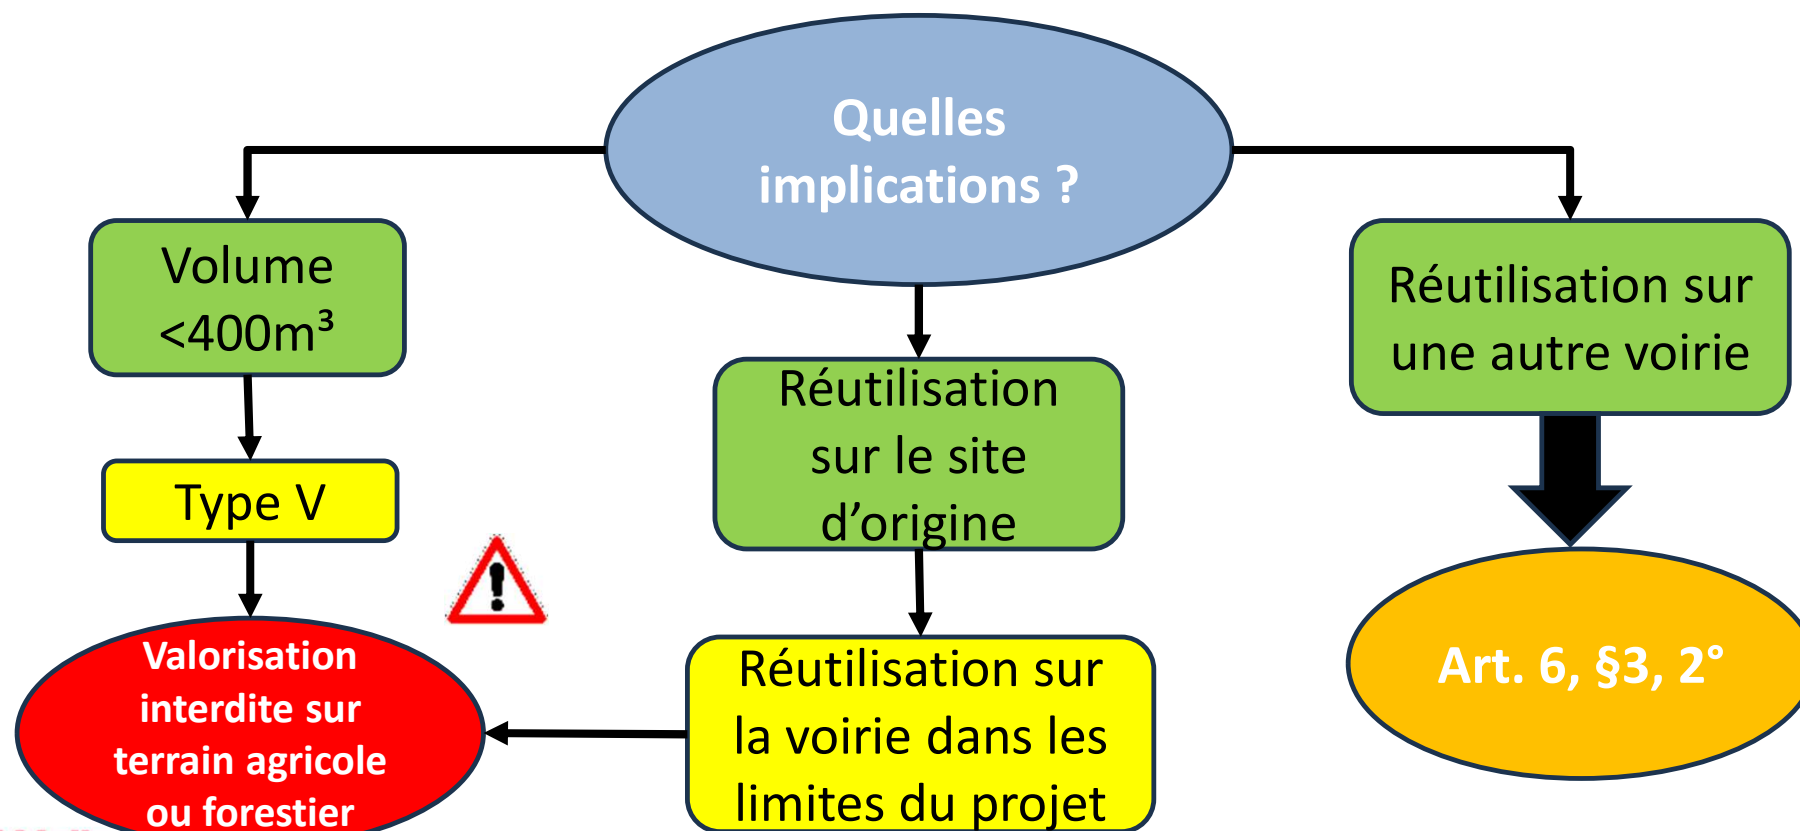 Quelles
implications ?
Volume
<400m³
Réutilisation sur
une autre voirie
Réutilisation
sur le site
d’origine
Type V
Valorisation
interdite sur
terrain agricole
ou forestier
Réutilisation sur
la voirie dans les
limites du projet
Art. 6, §3, 2°